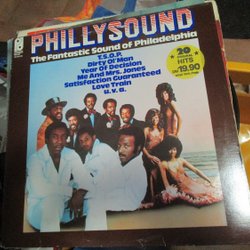 PHILLYSOUND
The Fantastic Sound of Philadelphia
T.S.O.P.
Dirty Ol' Man
Year Of Decision
Me And Mrs. Jones
Satisfaction Guaranteed
Love Train
u.v.a.
20
HITS
19.90